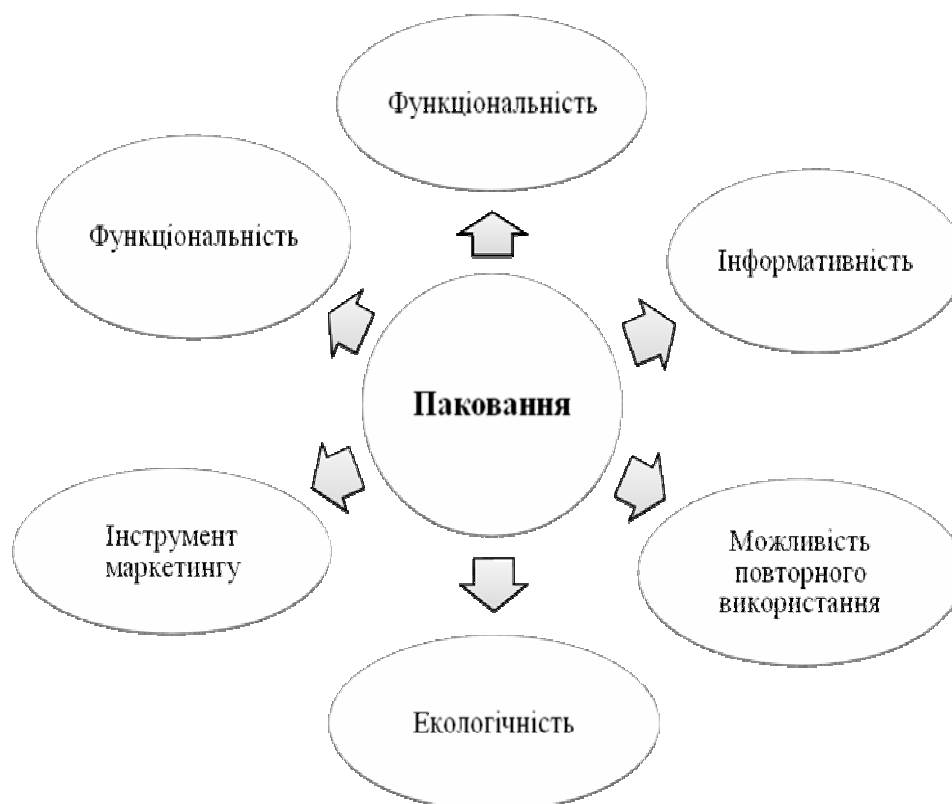 Функціональність
Функціональність
Інформативність
Паковання
Інструмент
маркетингу
Можливість
повторного
використання
Екологічність